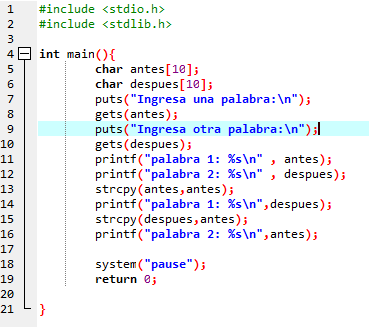 1 #include <stdio.h>
2 #include <stdlib.h>
3
4 int main(){
5 char antes[10];
6 char despues[10];
7 puts("Ingresa una palabra:\n");
8 gets(antes);
9 puts("Ingresa otra palabra:\n");
10 gets(despues);
11 printf("palabra 1: %s\n" , antes);
12 printf("palabra 2: %s\n" , despues);
13 strcpy(antes,antes);
14 printf("palabra 1: %s\n",despues);
15 strcpy(despues,antes);
16 printf("palabra 2: %s\n",antes);
17
18 system("pause");
19 return 0;
20
21 }